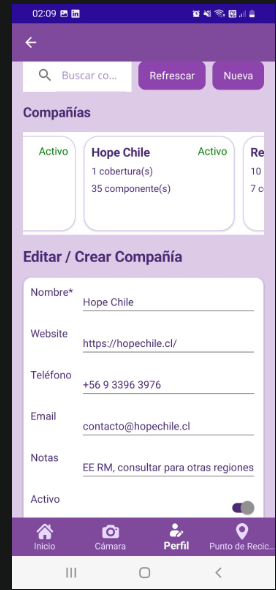 02:09
Buscar co...
Refrescar
Nueva
Compañías
Activo
Hope Chile
Activo
1 cobertura(s)
35 componente(s)
Re
10
7 c
Editar / Crear Compañía
Nombre*
Hope Chile
Website
https://hopechile.cl/
Teléfono
+56 9 3396 3976
Email
contacto@hopechile.cl
Notas
EE RM, consultar para otras regiones
Activo
Inicio
Cámara
Perfil
Punto de Recic...